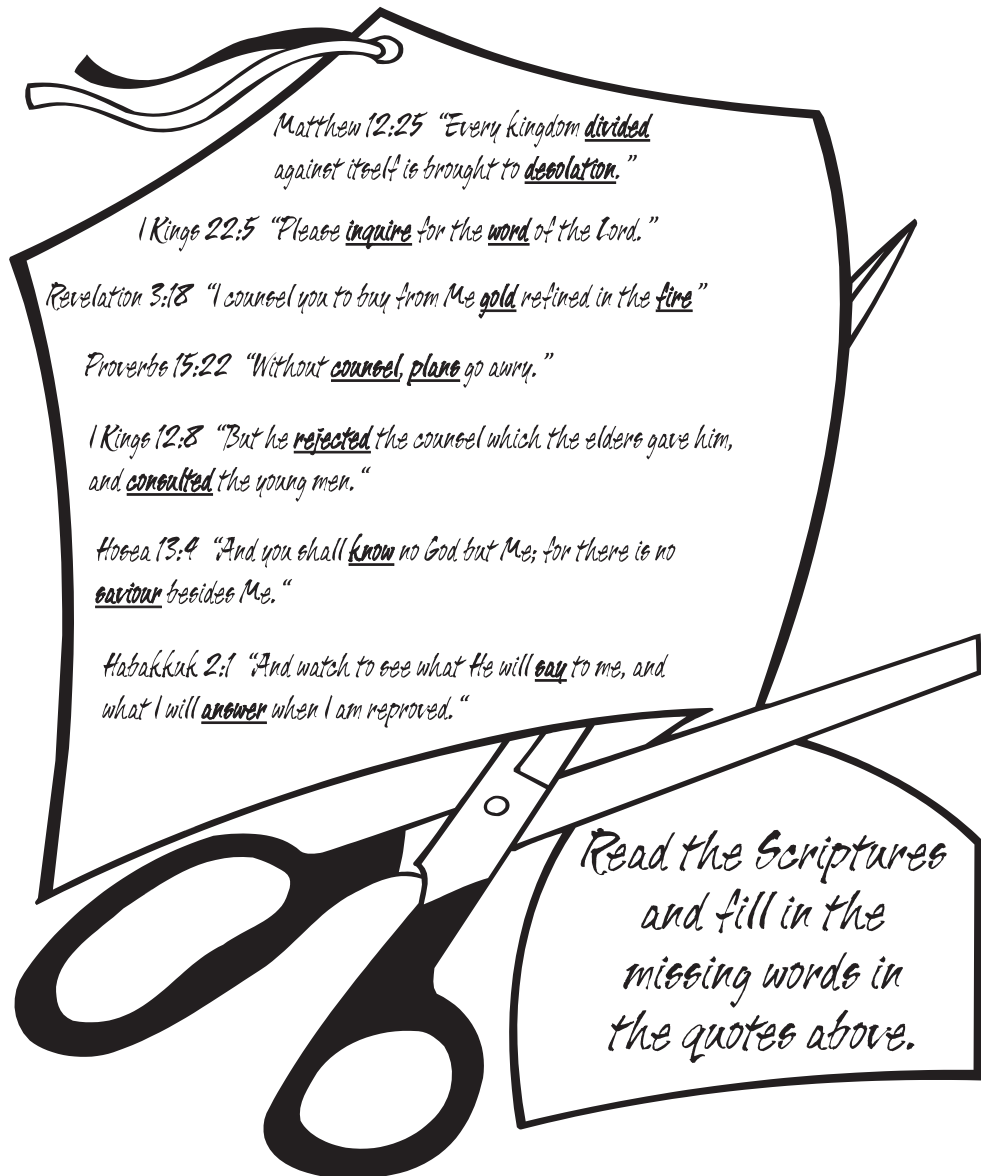 Matthew 12:25 “Every kingdom divided
against itself is brought to desolation.”
1 Kings 22:5 “Please inquire for the word of the Lord.”
Revelation 3:18 “I counsel you to buy from Me gold refined in the fire”
Proverbs 15:22 “Without counsel, plans go awry.”
1 Kings 12:8 “But he rejected the counsel which the elders gave him,
and consulted the young men.“
Hosea 13:4 “And you shall know no God but Me; for there is no
saviour besides Me.“
Habakkuk 2:1 “And watch to see what He will say to me, and
what I will answer when I am reproved.“
Read the Scriptures
and fill in the
missing words in
the quotes above.